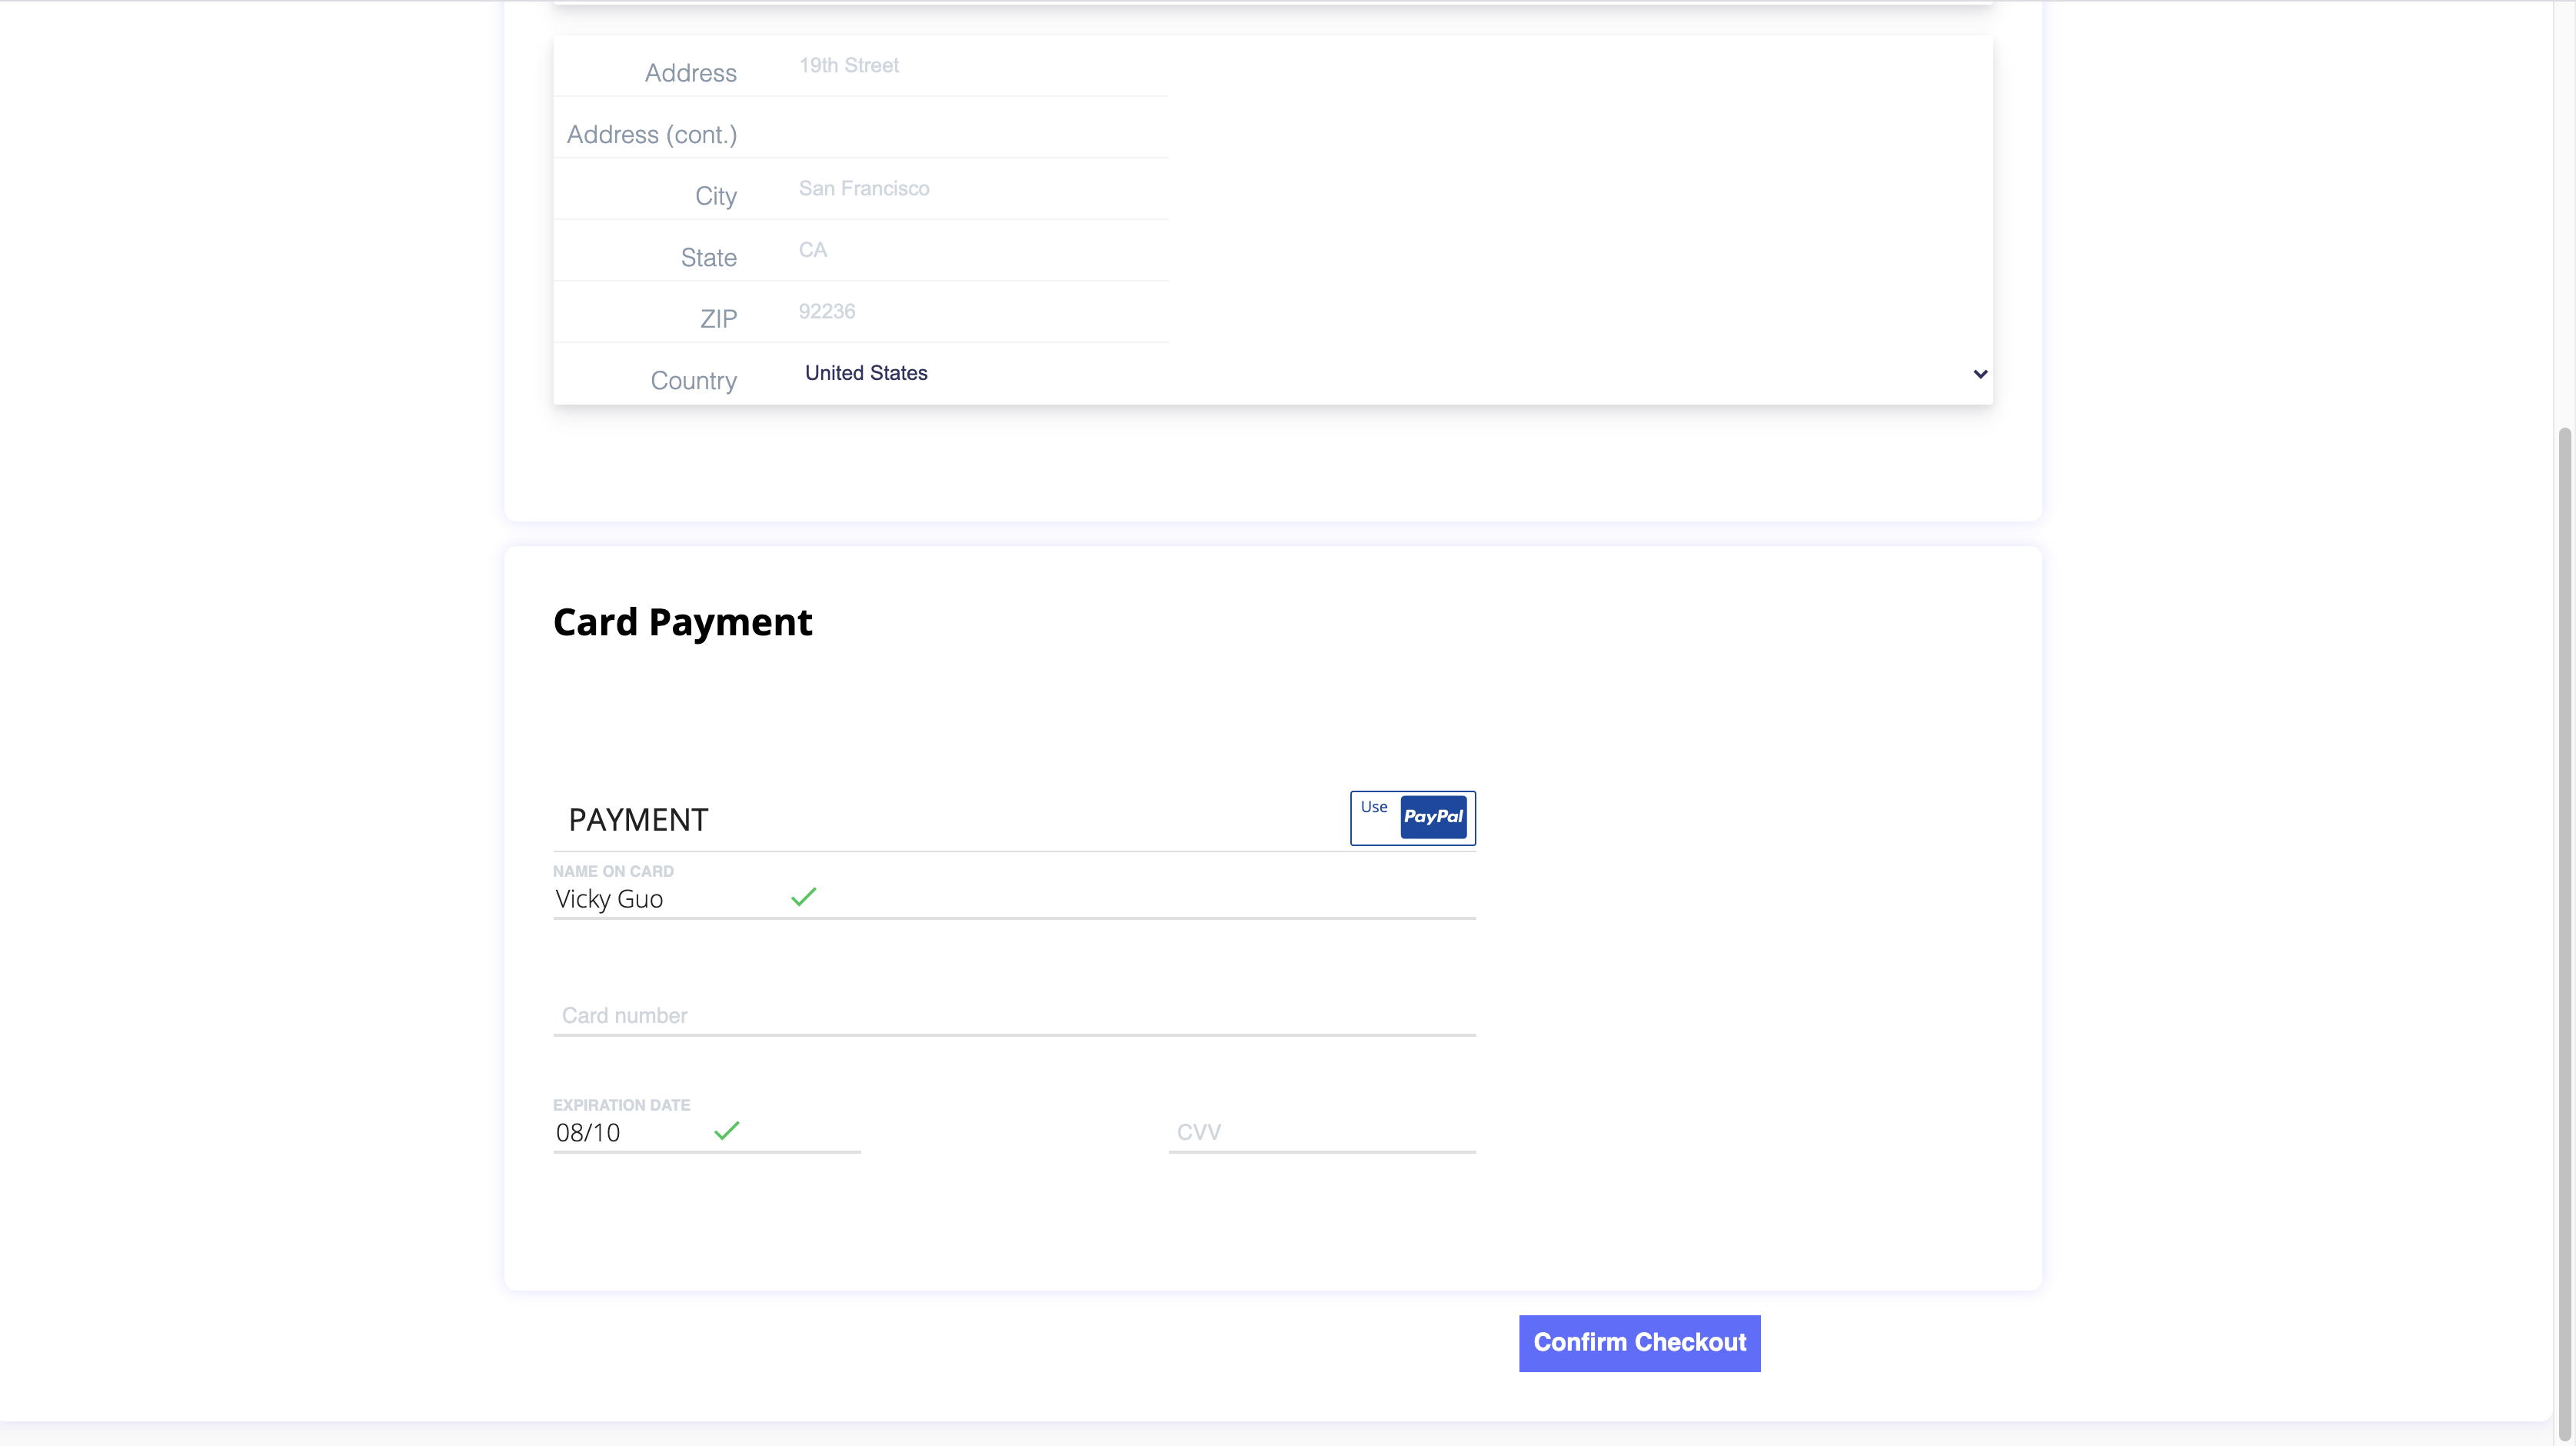 Address 19th Street
Address (cont.)
City San Francisco
State CA
ZIP 92236
Country United States
Card Payment
PAYMENT Use PayPal
NAME ON CARD
Vicky Guo
Card number
EXPIRATION DATE
08/10 CVV
Confirm Checkout